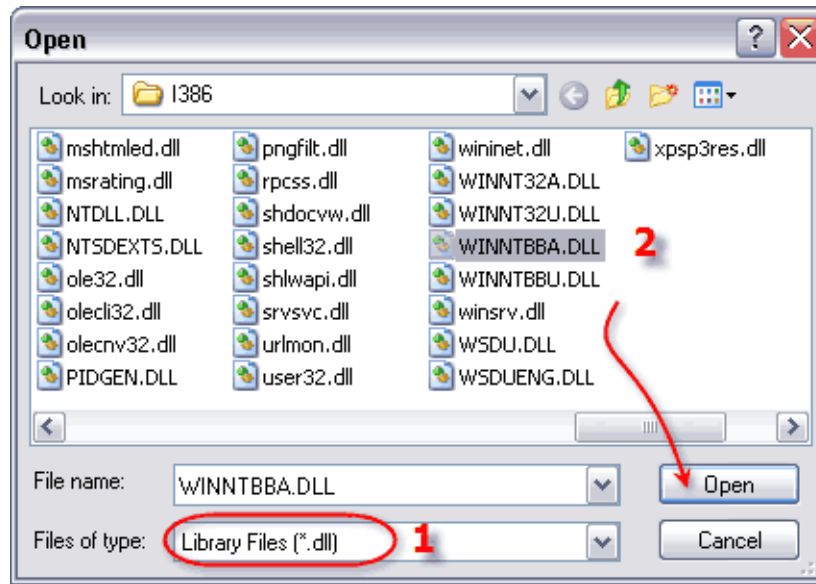 Open
Look in: I386
mshtmled.dll pngfilt.dll wininet.dll xpsp3res.dll
msrating.dll rpcss.dll WINNT32A.DLL
NTDLL.DLL shdocvw.dll WINNT32U.DLL
NTSDEXTS.DLL shell32.dll WINNTBBA.DLL 2
ole32.dll shlwapi.dll WINNTBBU.DLL
olecli32.dll srvsvc.dll winsrv.dll
olecnv32.dll urlmon.dll WSDU.DLL
PIDGEN.DLL user32.dll WSDUENG.DLL
File name: WINNTBBA.DLL Open
Files of type: Library Files (*.dll) 1 Cancel